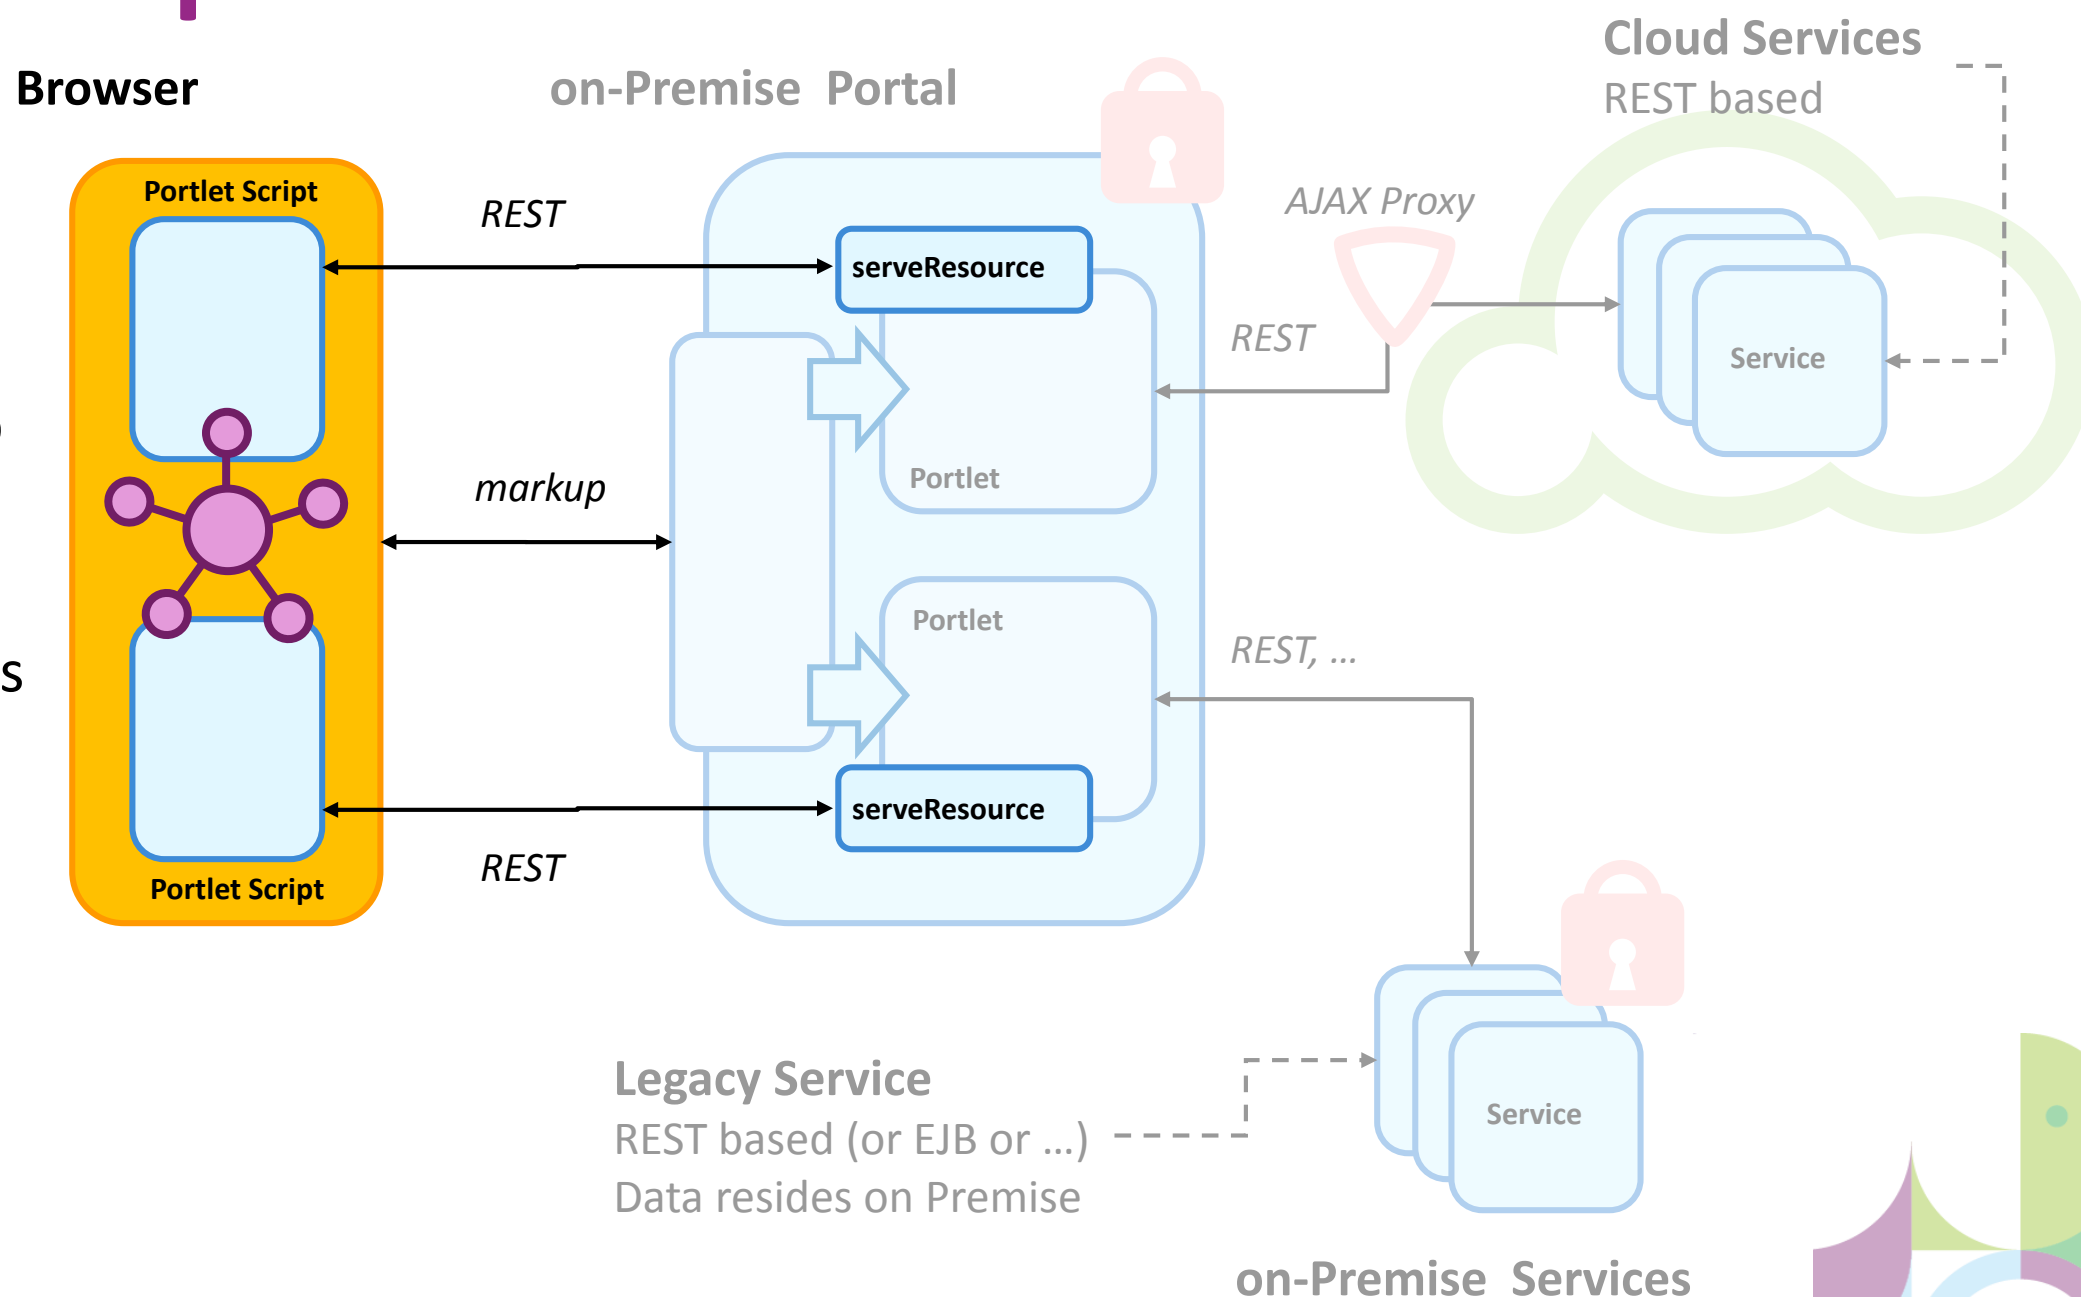 Cloud Services
REST based
Browser
on-Premise Portal
Portlet Script
REST
AJAX Proxy
serveResource
REST
Service
Portlet
markup
Portlet
REST, ...
s
serveResource
REST
Portlet Script
Legacy Service
REST based (or EJB or ...)
Data resides on Premise
Service
on-Premise Services